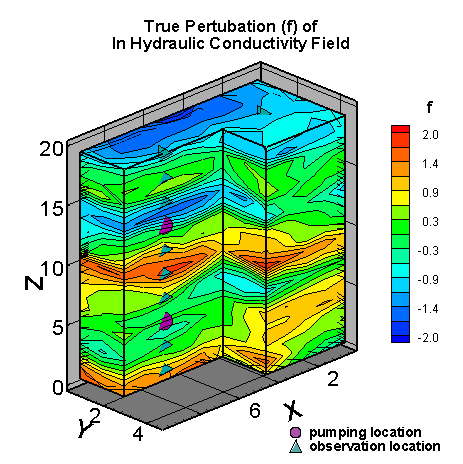 True Pertubation (f) of
ln Hydraulic Conductivity Field
f
2.0
1.4
0.9
0.3
-0.3
-0.9
-1.4
-2.0
20
15
10
5
0
Z
2
4
Y
6
2
X
pumping location
observation location